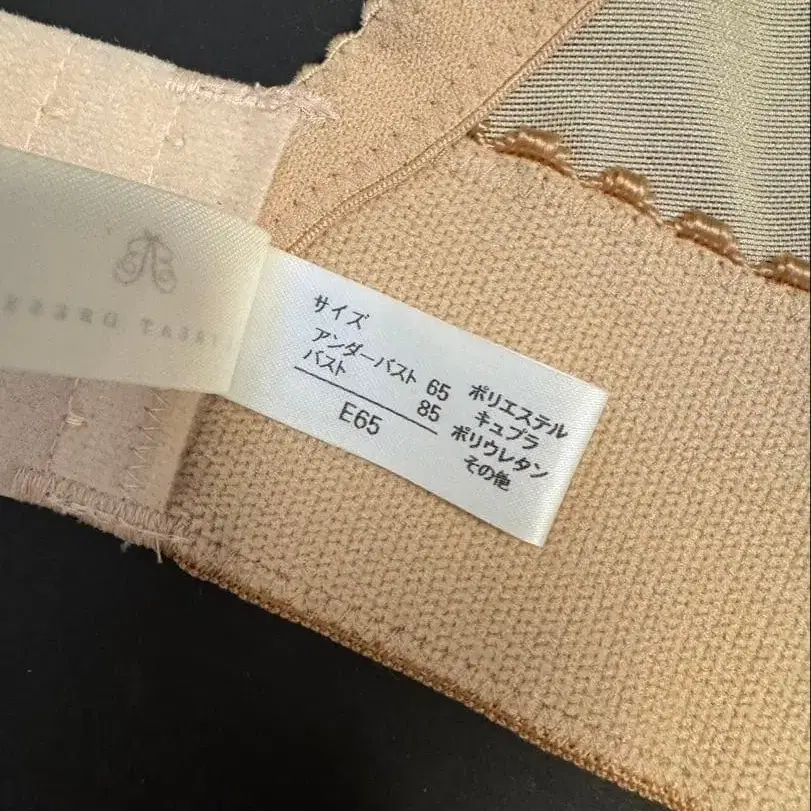 サイズ
アンダーバスト 65
バスト 85
E65
ポリエステル
キュプラ
ポリウレタン
その他